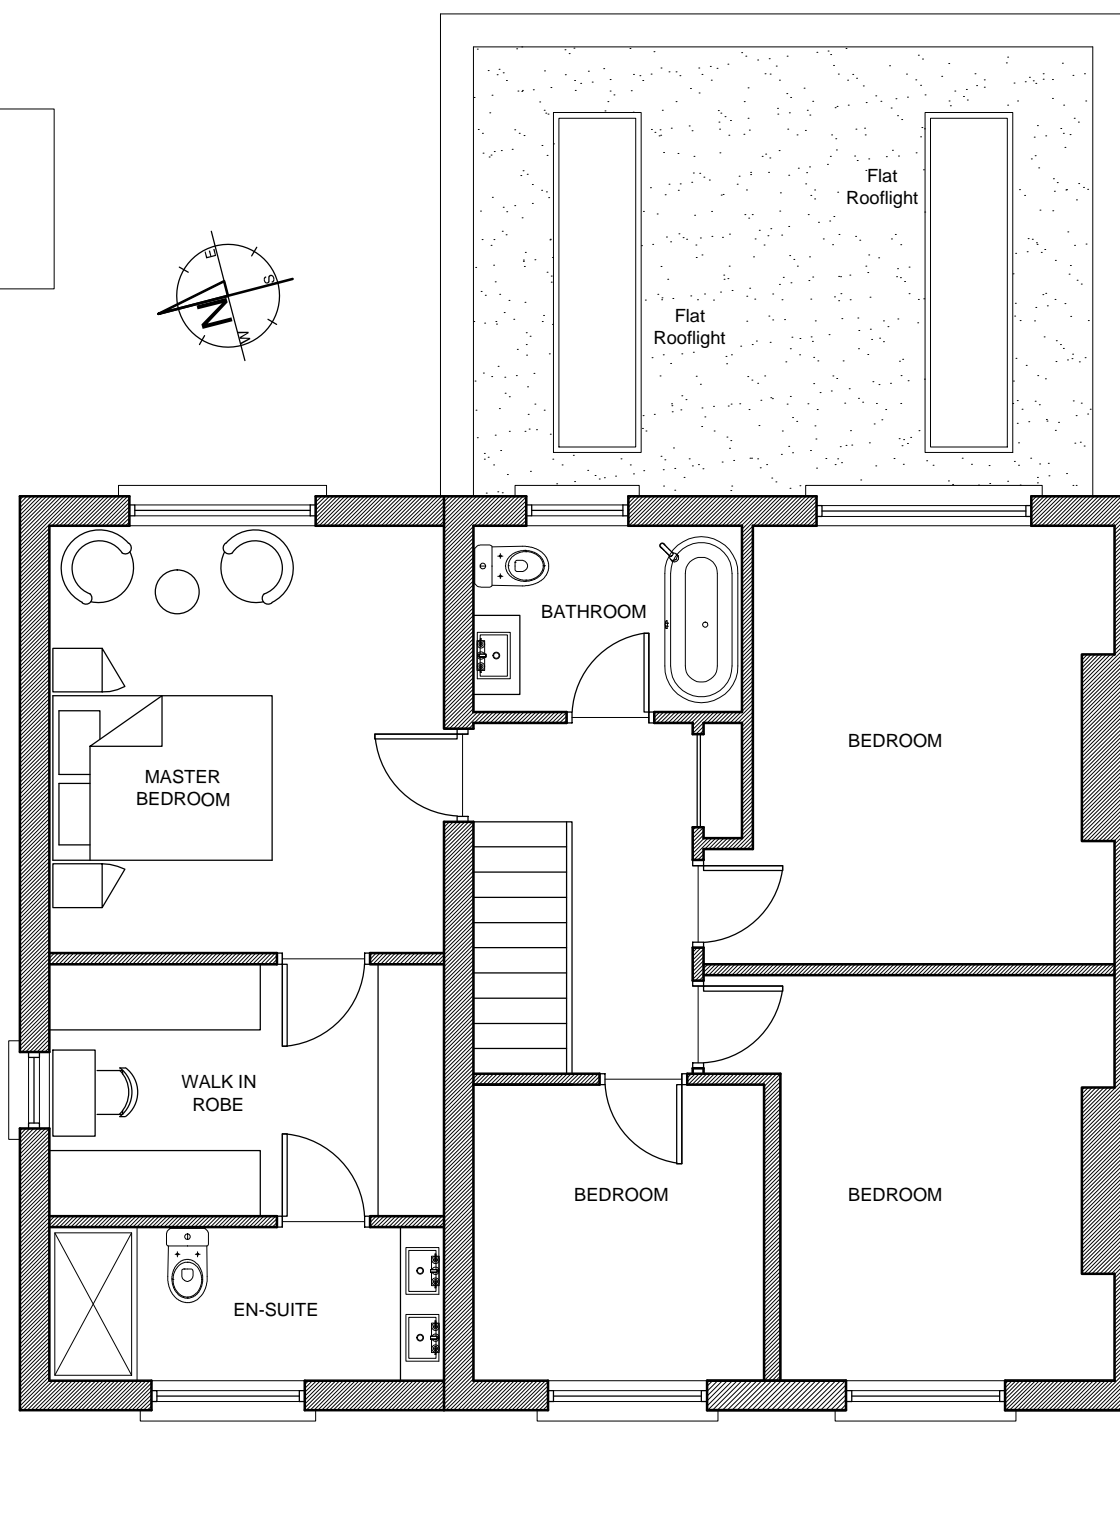 Flat
Rooflight
E
S
N
W
Flat
Rooflight
BATHROOM
BEDROOM
MASTER
BEDROOM
WALK IN
ROBE
BEDROOM
BEDROOM
EN-SUITE